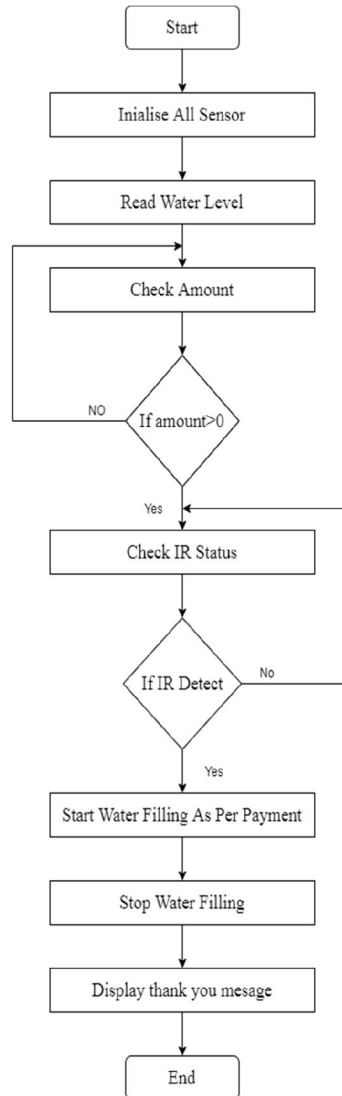 Start
Inialise All Sensor
Read Water Level
Check Amount
If amount>0
NO
Yes
Check IR Status
If IR Detect
No
Yes
Start Water Filling As Per Payment
Stop Water Filling
Display thank you mesage
End